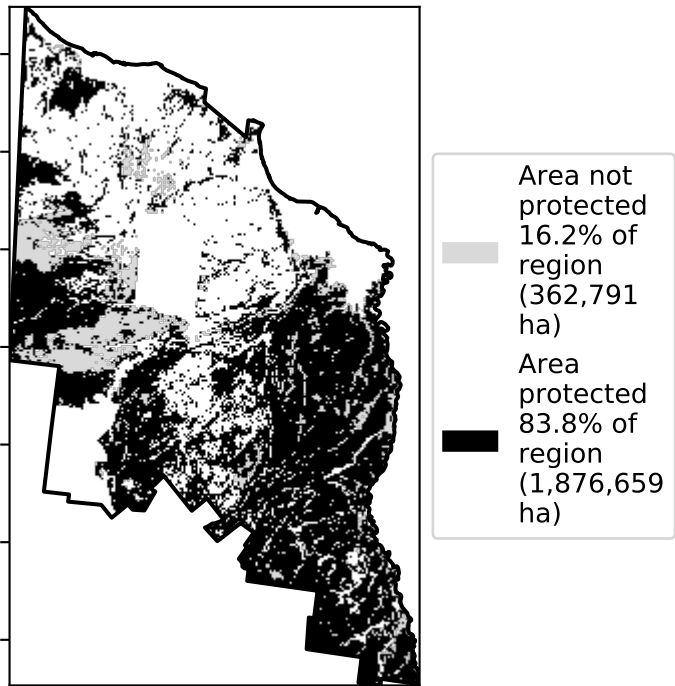 Area not
protected
16.2% of
region
(362,791
ha)
Area
protected
83.8% of
region
(1,876,659
ha)